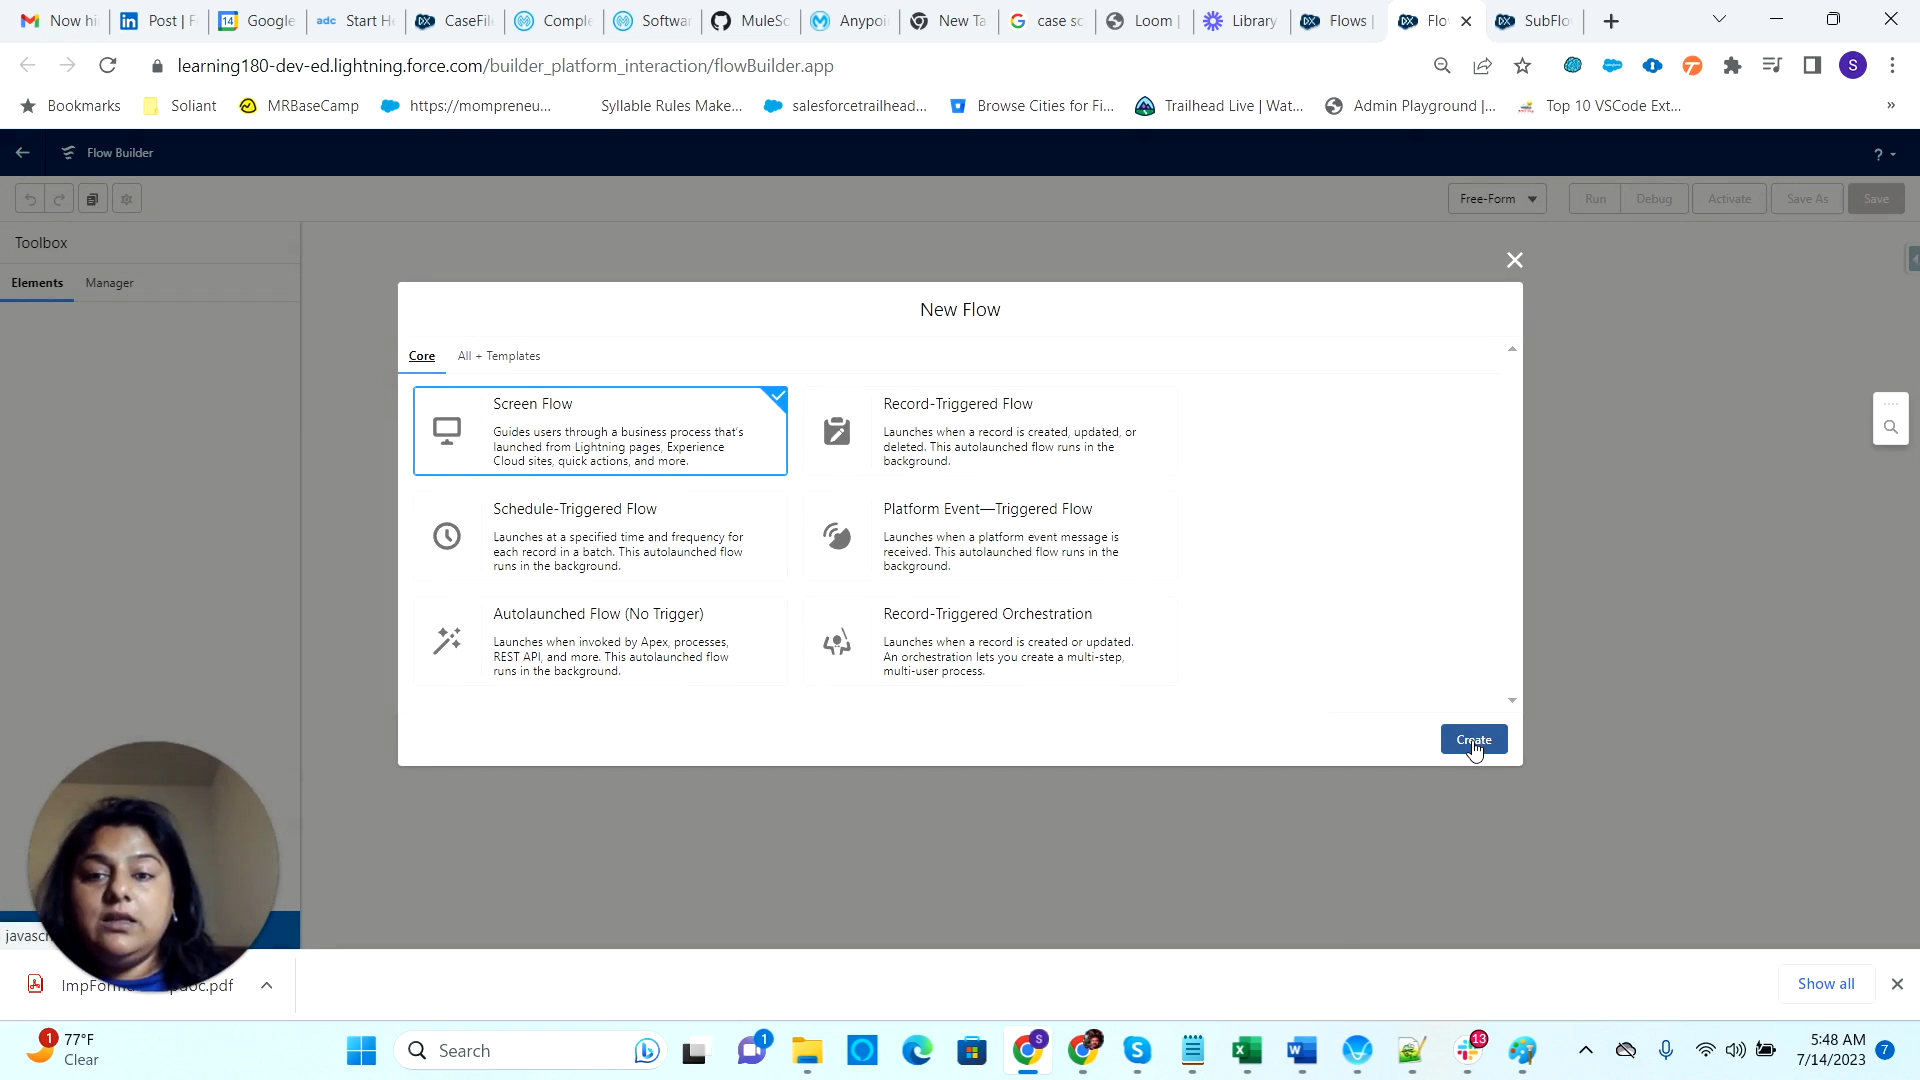 Now hi
Post | F
Google
Start He
CaseFil
Comple
Softwar
MuleSo
Anypoi
New Ta
case sc
Loom |
Library
Flows |
Flo
SubFlo
learning180-dev-ed.lightning.force.com/builder_platform_interaction/flowBuilder.app
Bookmarks
Soliant
MRBaseCamp
https://mompreneu...
Syllable Rules Make...
salesforcetrailhead...
Browse Cities for Fi...
Trailhead Live | Wat...
Admin Playground |...
Top 10 VSCode Ext...
»
Flow Builder
?
Free-Form
Run
Debug
Activate
Save As
Save
Toolbox
Elements
Manager
New Flow
Core
All + Templates
Screen Flow
Guides users through a business process that's
launched from Lightning pages, Experience
Cloud sites, quick actions, and more.
Record-Triggered Flow
Launches when a record is created, updated, or
deleted. This autolaunched flow runs in the
background.
Schedule-Triggered Flow
Launches at a specified time and frequency for
each record in a batch. This autolaunched flow
runs in the background.
Platform Event—Triggered Flow
Launches when a platform event message is
received. This autolaunched flow runs in the
background.
Autolaunched Flow (No Trigger)
Launches when invoked by Apex, processes,
REST API, and more. This autolaunched flow
runs in the background.
Record-Triggered Orchestration
Launches when a record is created or updated.
An orchestration lets you create a multi-step,
multi-user process.
Create
Show all
77°F
Clear
Search
5:48 AM
7/14/2023